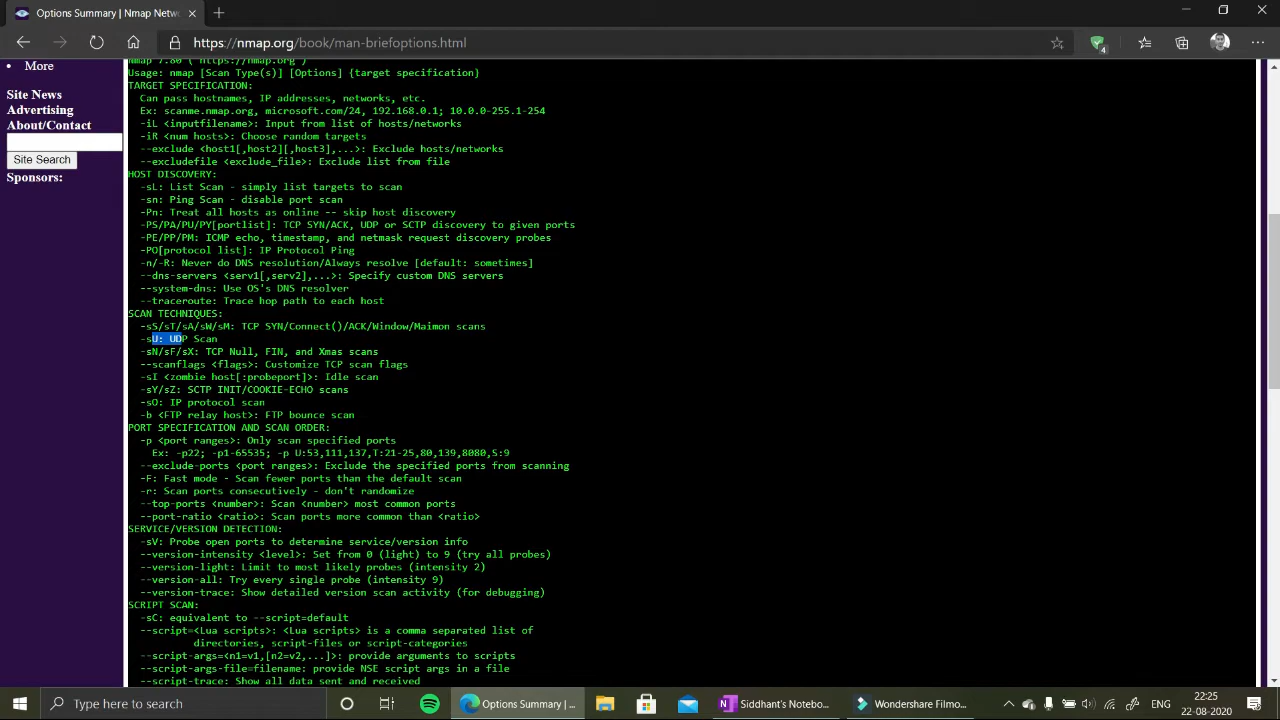 Options Summary | Nmap Netw
https://nmap.org/book/man-briefoptions.html
More
Site News
Advertising
About/Contact
Site Search
Sponsors:
Nmap 7.80 ( https://nmap.org )
Usage: nmap [Scan Type(s)] [Options] {target specification}
TARGET SPECIFICATION:
Can pass hostnames, IP addresses, networks, etc.
Ex: scanme.nmap.org, microsoft.com/24, 192.168.0.1; 10.0.0-255.1-254
-iL <inputfilename>: Input from list of hosts/networks
-iR <num hosts>: Choose random targets
--exclude <host1[,host2][,host3],...>: Exclude hosts/networks
--excludefile <exclude_file>: Exclude list from file
HOST DISCOVERY:
-sL: List Scan - simply list targets to scan
-sn: Ping Scan - disable port scan
-Pn: Treat all hosts as online -- skip host discovery
-PS/PA/PU/PY[portlist]: TCP SYN/ACK, UDP or SCTP discovery to given ports
-PE/PP/PM: ICMP echo, timestamp, and netmask request discovery probes
-PO[protocol list]: IP Protocol Ping
-n/-R: Never do DNS resolution/Always resolve [default: sometimes]
--dns-servers <serv1[,serv2],...>: Specify custom DNS servers
--system-dns: Use OS's DNS resolver
--traceroute: Trace hop path to each host
SCAN TECHNIQUES:
-sS/sT/sA/sW/sM: TCP SYN/Connect()/ACK/Window/Maimon scans
-sU: UDP Scan
-sN/sF/sX: TCP Null, FIN, and Xmas scans
--scanflags <flags>: Customize TCP scan flags
-sI <zombie host[:probeport]>: Idle scan
-sY/sZ: SCTP INIT/COOKIE-ECHO scans
-sO: IP protocol scan
-b <FTP relay host>: FTP bounce scan
PORT SPECIFICATION AND SCAN ORDER:
-p <port ranges>: Only scan specified ports
Ex: -p22; -p1-65535; -p U:53,111,137,T:21-25,80,139,8080,S:9
--exclude-ports <port ranges>: Exclude the specified ports from scanning
-F: Fast mode - Scan fewer ports than the default scan
-r: Scan ports consecutively - don't randomize
--top-ports <number>: Scan <number> most common ports
--port-ratio <ratio>: Scan ports more common than <ratio>
SERVICE/VERSION DETECTION:
-sV: Probe open ports to determine service/version info
--version-intensity <level>: Set from 0 (light) to 9 (try all probes)
--version-light: Limit to most likely probes (intensity 2)
--version-all: Try every single probe (intensity 9)
--version-trace: Show detailed version scan activity (for debugging)
SCRIPT SCAN:
-sC: equivalent to --script=default
--script=<Lua scripts>: <Lua scripts> is a comma separated list of
directories, script-files or script-categories
--script-args=<n1=v1,[n2=v2,...]>: provide arguments to scripts
--script-args-file=filename: provide NSE script args in a file
--script-trace: Show all data sent and received
Type here to search
Options Summary | ...
Siddhant's Notebo...
Wondershare Filmo...
ENG
22:25
22-08-2020